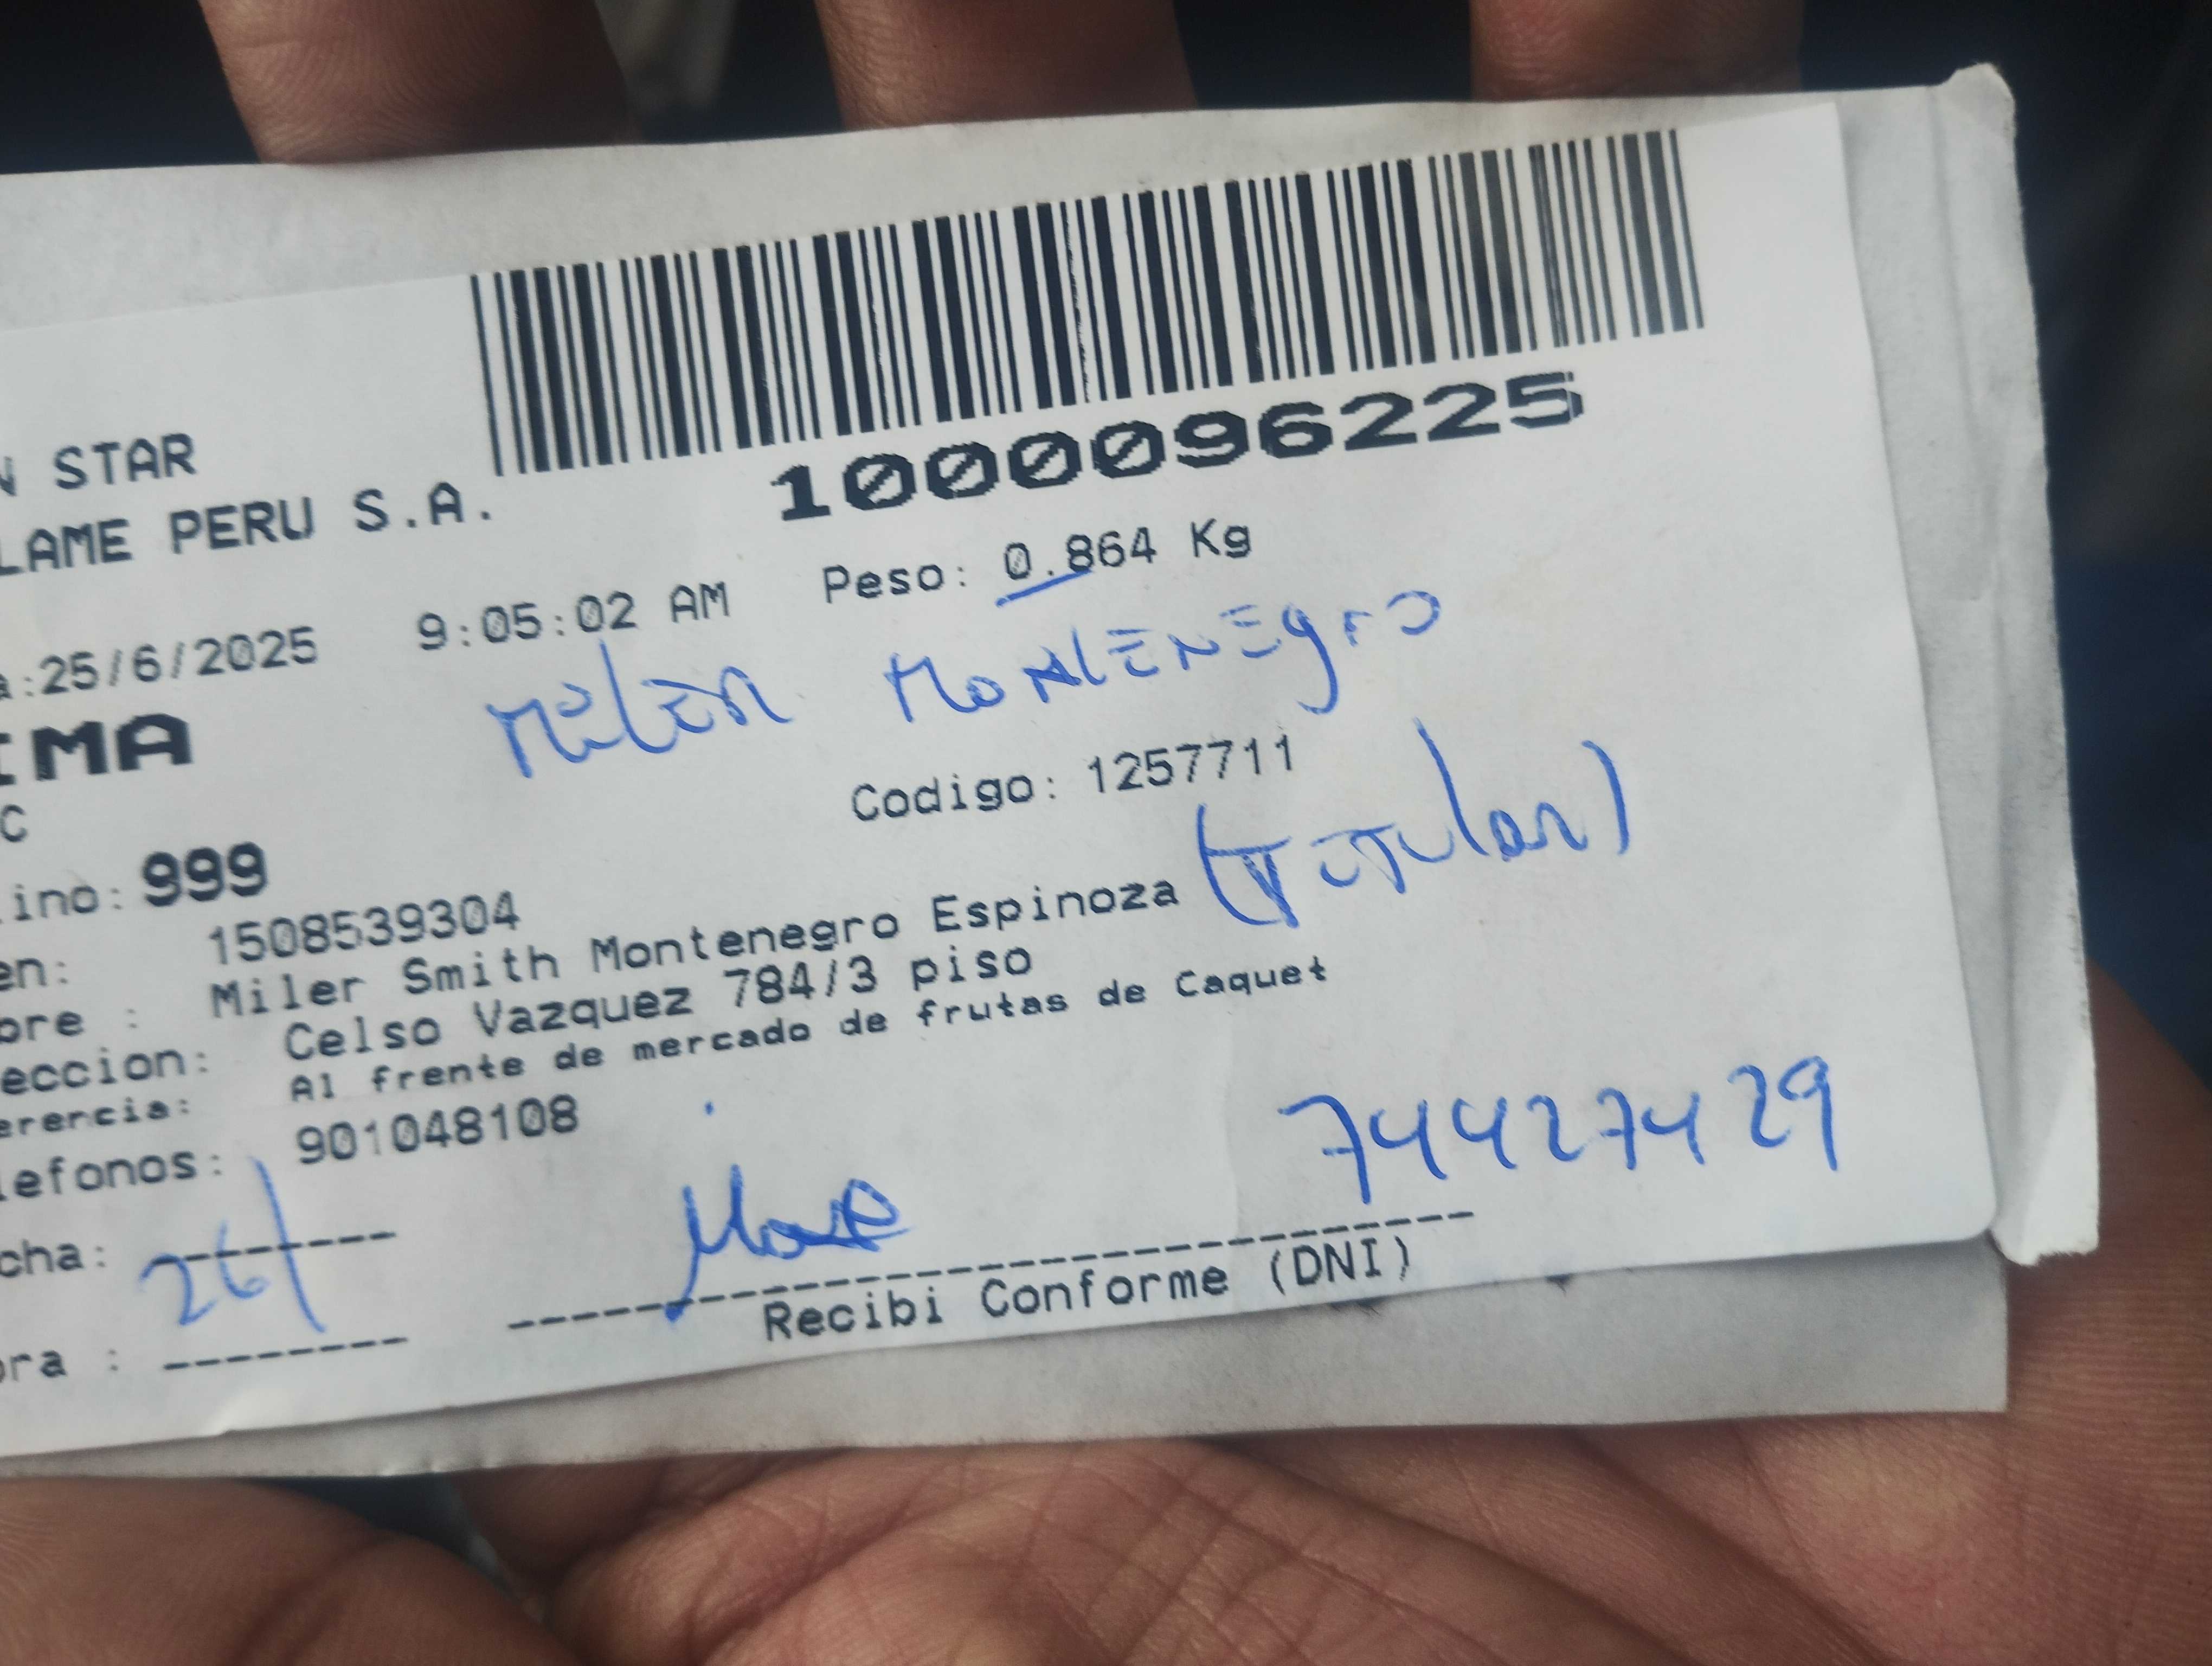 1000096225
N STAR
LAME PERU S.A.
a:25/6/2025 9:05:02 AM Peso: 0.864 Kg
Miler Montenegro
IMA
C
Codigo: 1257711
ino: 999
(Titular)
en: 1508539304
bre : Miler Smith Montenegro Espinoza
eccion: Celso Vazquez 784/3 piso
erencia: Al frente de mercado de frutas de Caquet
lefonos: 901048108
74427429
cha: 26/
Recibi Conforme (DNI)
ora :